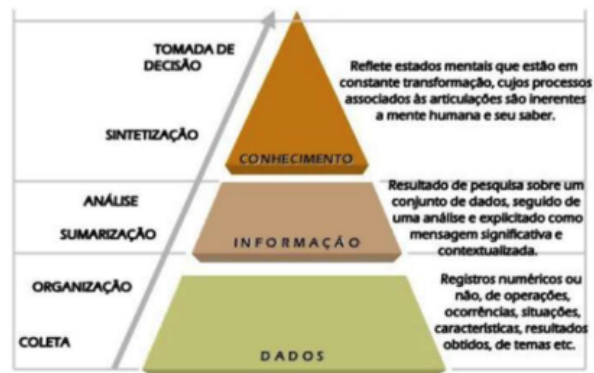 TOMADA DE
DECISÃO
SINTETIZAÇÃO
Reflete estados mentais que estão em
constante transformação, cujos processos
associados às articulações são inerentes
a mente humana e seu saber.
CONHECIMENTO
ANÁLISE
SUMARIZAÇÃO
INFORMAÇÃO
Resultado de pesquisa sobre um
conjunto de dados, seguido de
uma análise e explicitado como
mensagem significativa e
contextualizada.
ORGANIZAÇÃO
COLETA
DADOS
Registros numéricos ou
não, de operações,
ocorrências, situações,
características, resultados
obtidos, de temas etc.